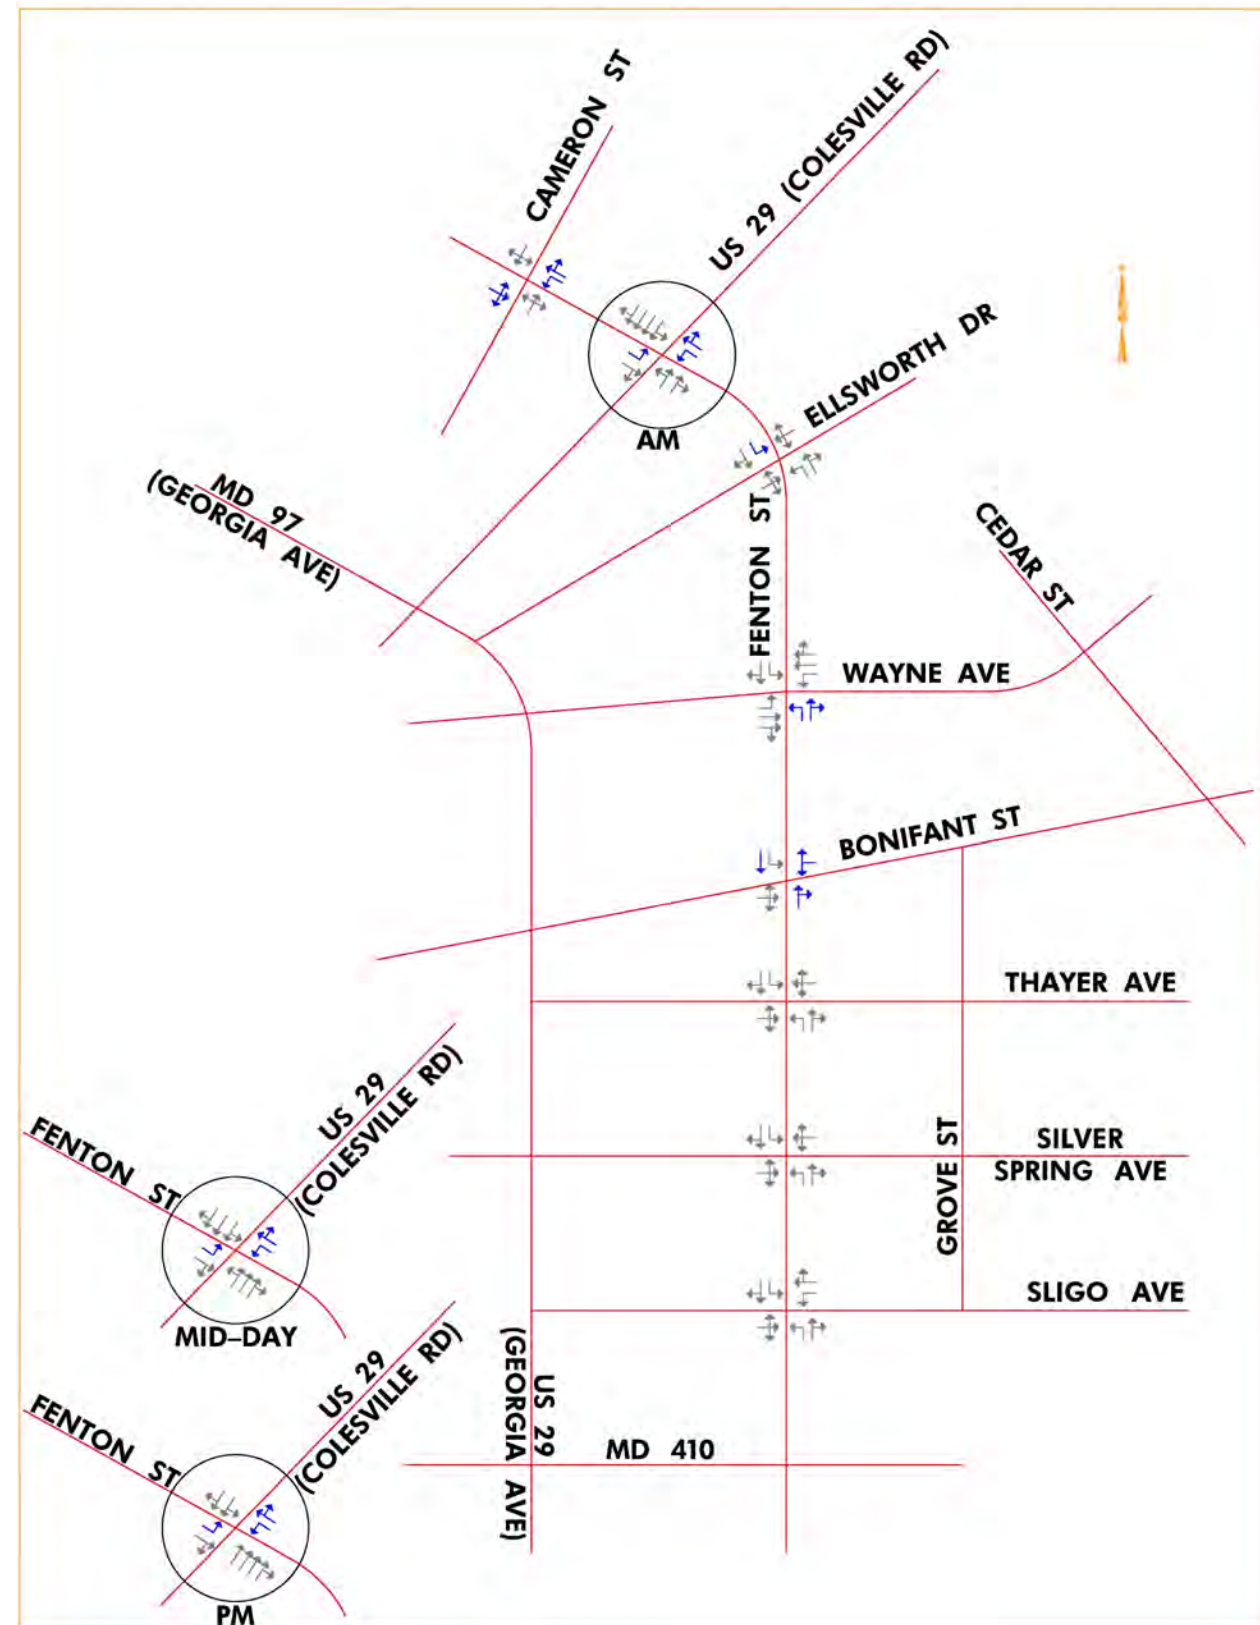 CAMERON ST
US 29 (COLESVILLE RD)
ELLSWORTH DR
AM
MD 97
(GEORGIA AVE)
FENTON ST
CEDAR ST
WAYNE AVE
BONIFANT ST
THAYER AVE
US 29
(COLESVILLE RD)
FENTON ST
MID-DAY
GROVE ST
SILVER
SPRING AVE
SLIGO AVE
US 29
(COLESVILLE RD)
FENTON ST
PM
US 29
(GEORGIA AVE)
MD 410